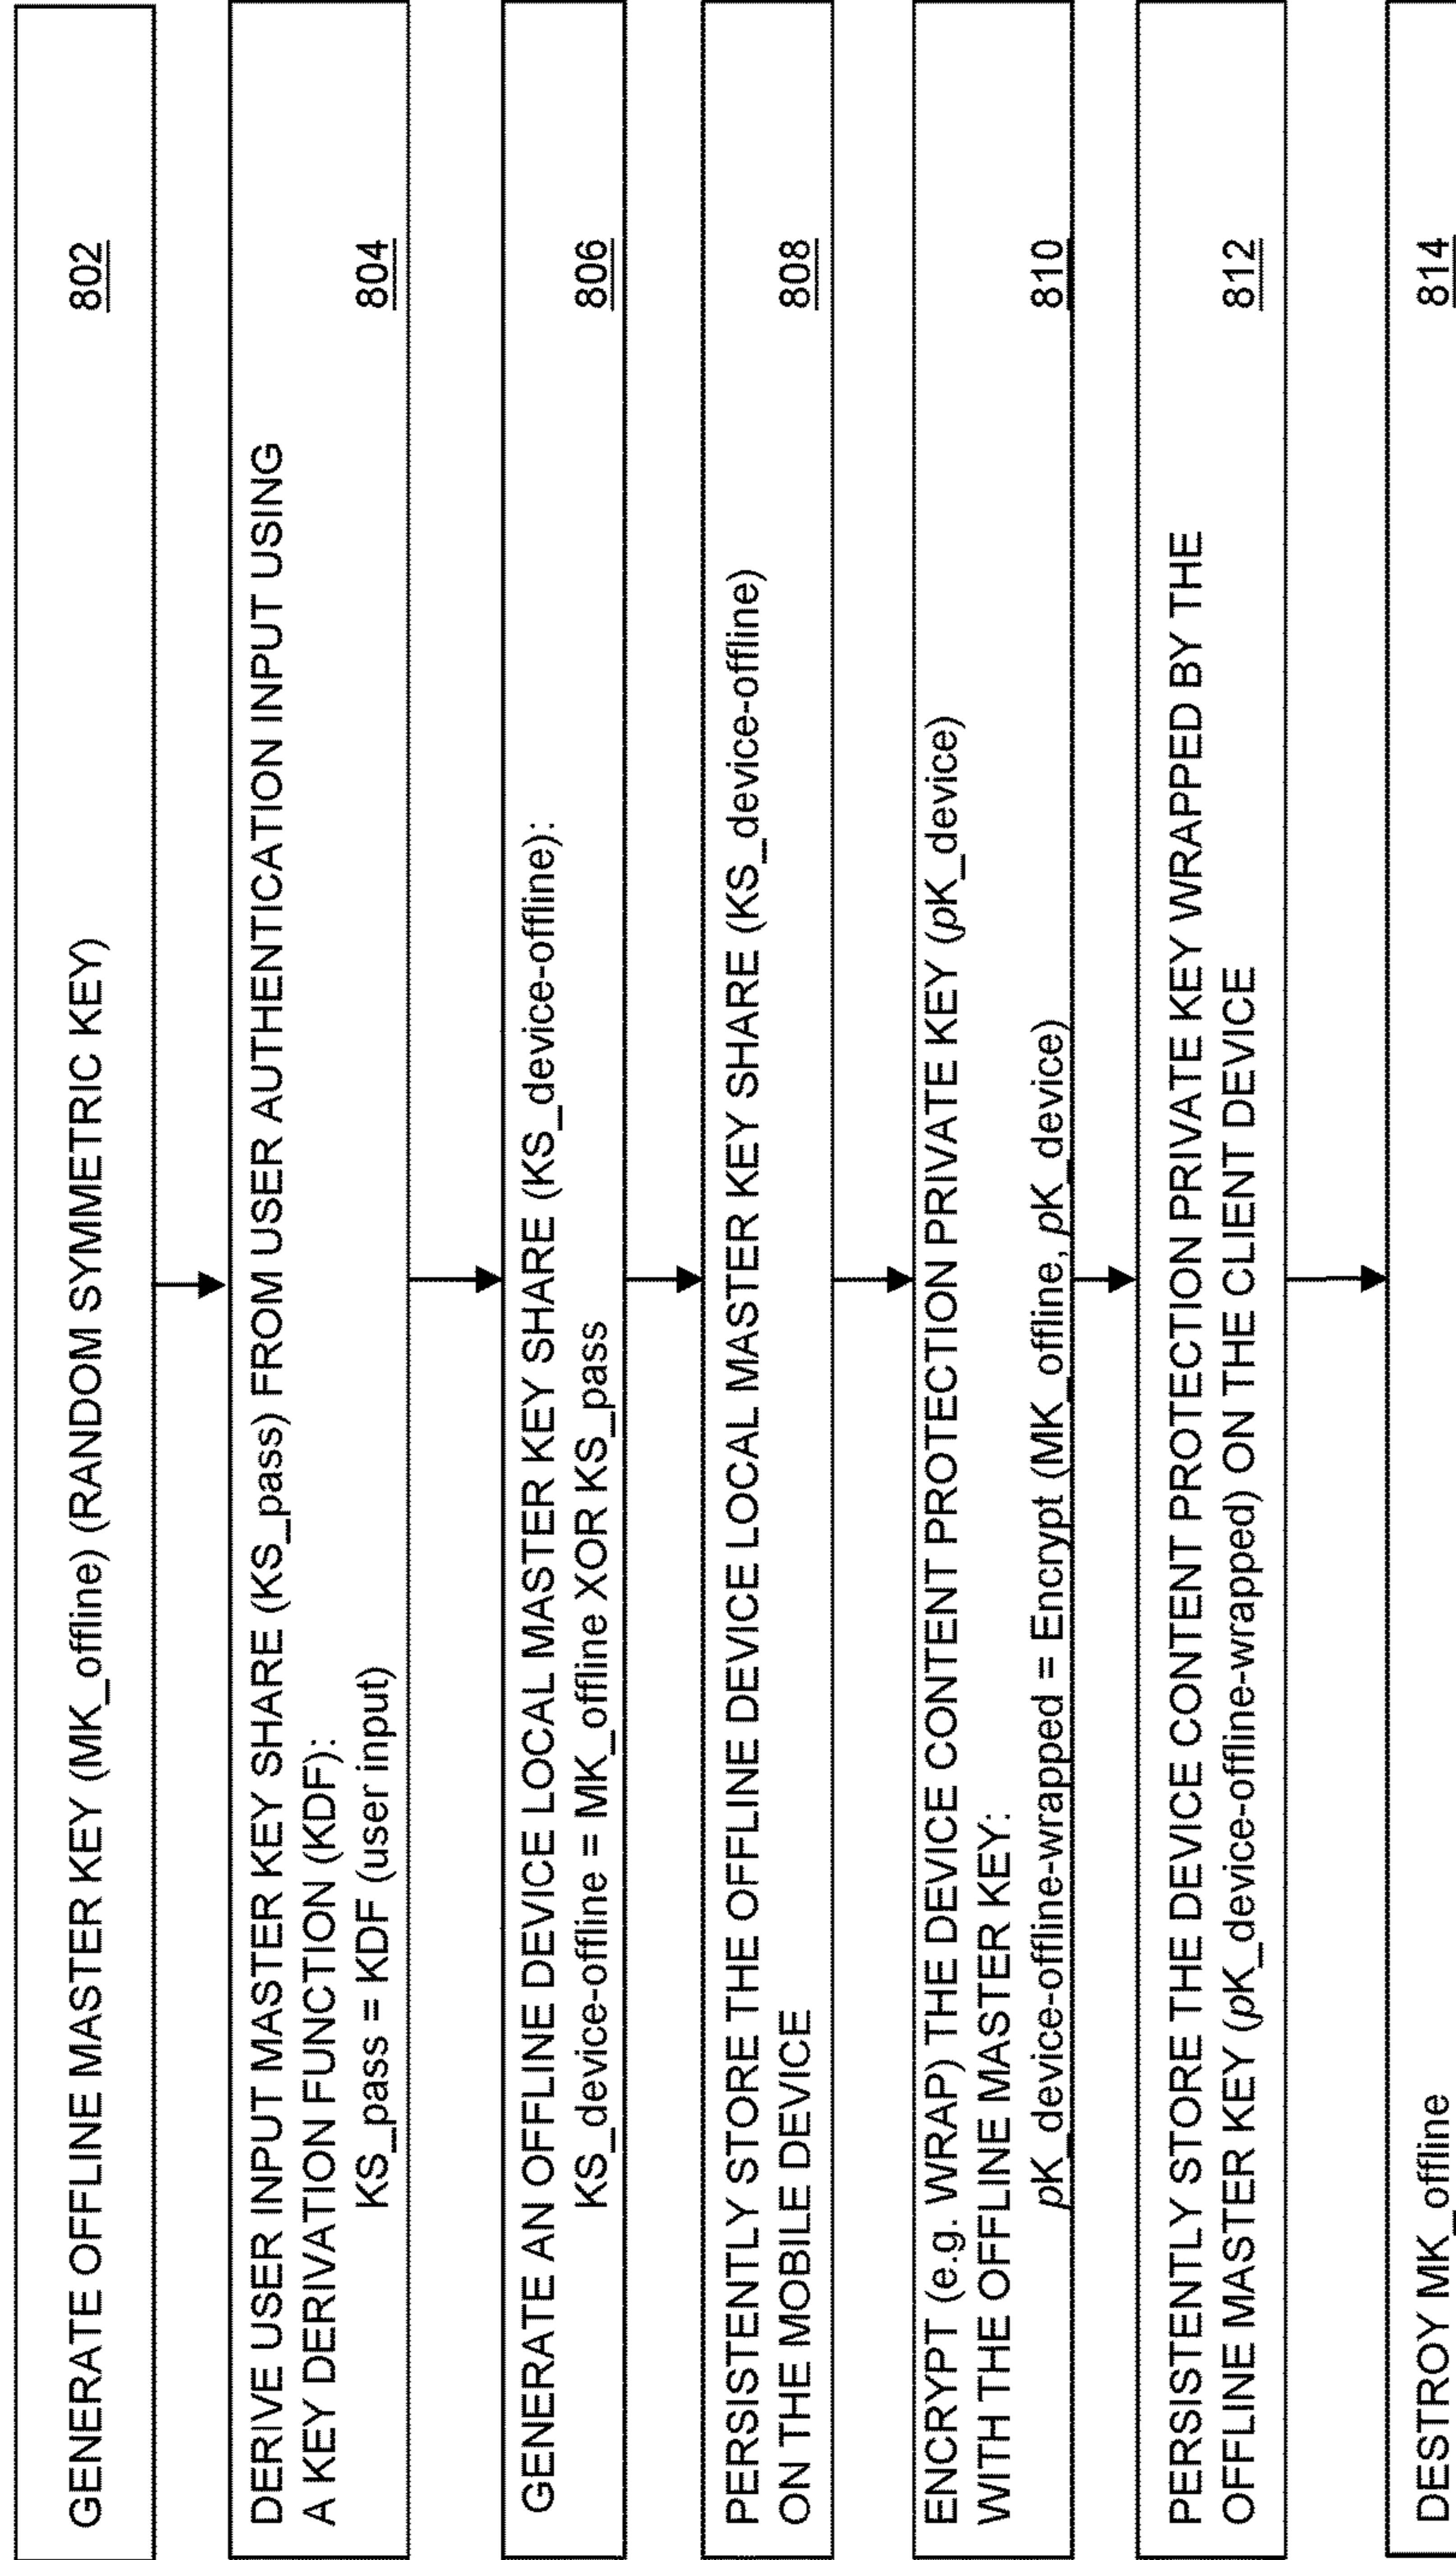 GENERATE OFFLINE MASTER KEY (MK_offline) (RANDOM SYMMETRIC KEY)
802
DERIVE USER INPUT MASTER KEY SHARE (KS_pass) FROM USER AUTHENTICATION INPUT USING
A KEY DERIVATION FUNCTION (KDF):
KS_pass = KDF (user input)
804
GENERATE AN OFFLINE DEVICE LOCAL MASTER KEY SHARE (KS_device-offline):
KS_device-offline = MK_offline XOR KS_pass
806
PERSISTENTLY STORE THE OFFLINE DEVICE LOCAL MASTER KEY SHARE (KS_device-offline)
ON THE MOBILE DEVICE
808
ENCRYPT (e.g. WRAP) THE DEVICE CONTENT PROTECTION PRIVATE KEY (pK_device)
WITH THE OFFLINE MASTER KEY:
pK_device-offline-wrapped = Encrypt (MK_offline, pK_device)
810
PERSISTENTLY STORE THE DEVICE CONTENT PROTECTION PRIVATE KEY WRAPPED BY THE
OFFLINE MASTER KEY (pK_device-offline-wrapped) ON THE CLIENT DEVICE
812
DESTROY MK_offline
814